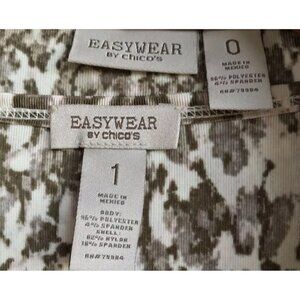 EASYWEAR
BY chico's
0
MADE IN
MEXICO
96% POLYESTER
4% SPANDEX
RN#79984
EASYWEAR
BY chico's
1
MADE IN
MEXICO
BODY:
96% POLYESTER
4% SPANDEX
SHELL:
82% NYLON
18% SPANDEX
RN#79984